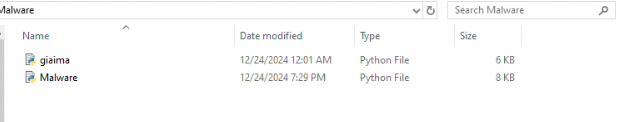 Malware Search Malware
Name Date modified Type Size
giaima 12/24/2024 12:01 AM Python File 6 KB
Malware 12/24/2024 7:29 PM Python File 8 KB